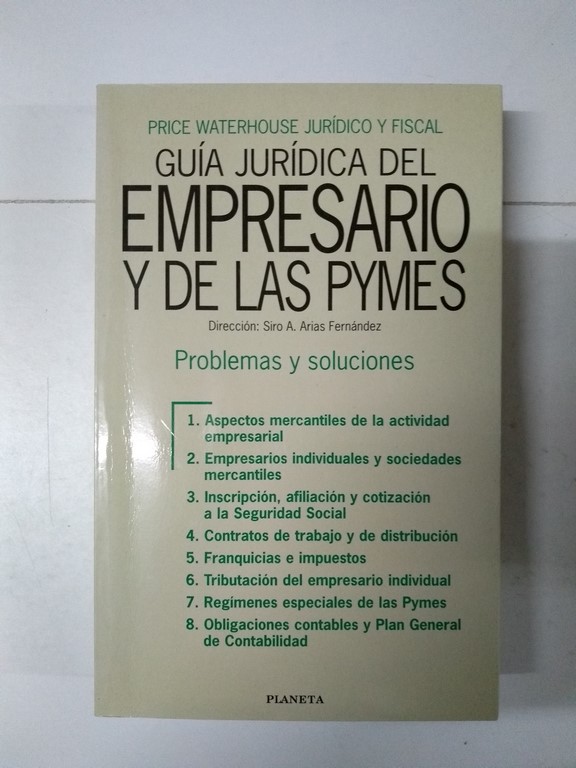 PRICE WATERHOUSE JURÍDICO Y FISCAL
GUÍA JURÍDICA DEL
EMPRESARIO
Y DE LAS PYMES
Dirección: Siro A. Arias Fernández
Problemas y soluciones
1. Aspectos mercantiles de la actividad
empresarial
2. Empresarios individuales y sociedades
mercantiles
3. Inscripción, afiliación y cotización
a la Seguridad Social
4. Contratos de trabajo y de distribución
5. Franquicias e impuestos
6. Tributación del empresario individual
7. Regímenes especiales de las Pymes
8. Obligaciones contables y Plan General
de Contabilidad
PLANETA